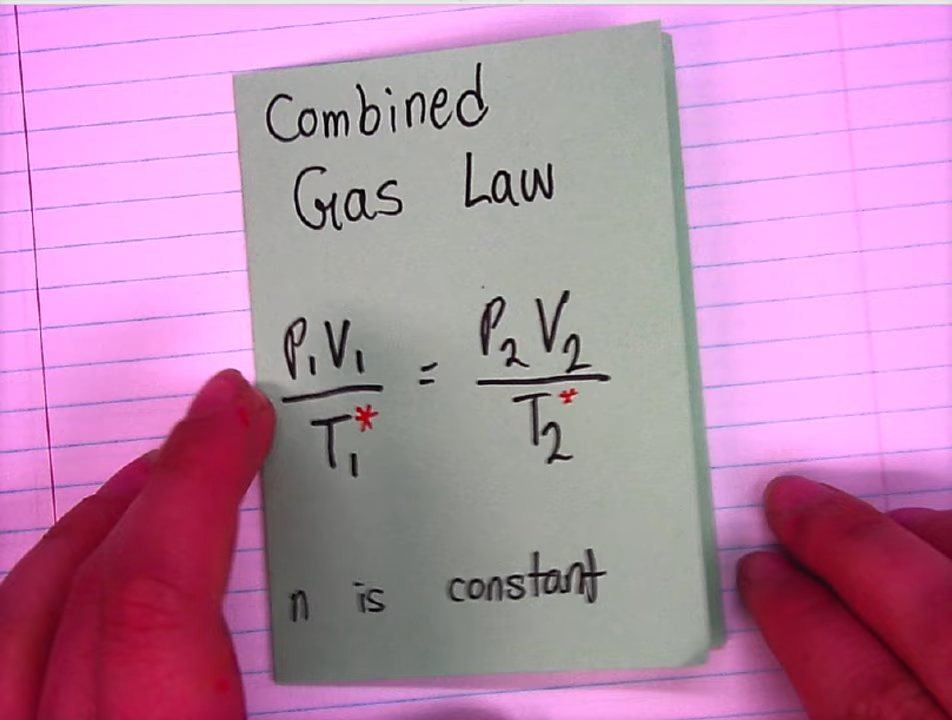 Combined
Gas Law
P₁V₁ / T₁* = P₂V₂ / T₂*
n is constant